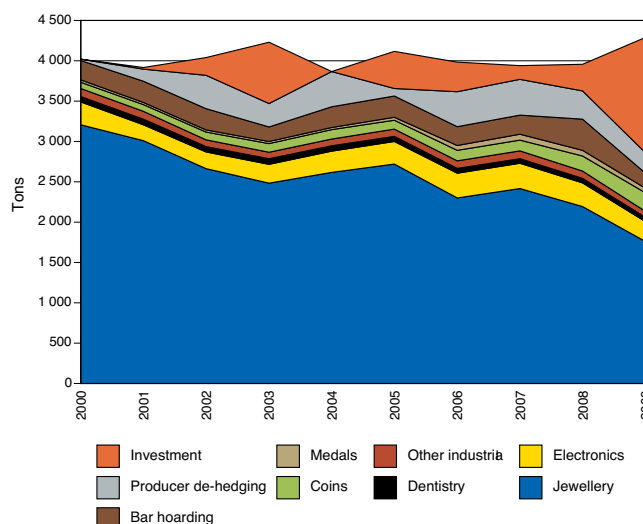 4 500
4 000
3 500
3 000
2 500
2 000
1 500
1 000
500
0
Tons
2000
2001
2002
2003
2004
2005
2006
2007
2008
Investment
Medals
Other industria
Electronics
Producer de-hedging
Coins
Dentistry
Jewellery
Bar hoarding